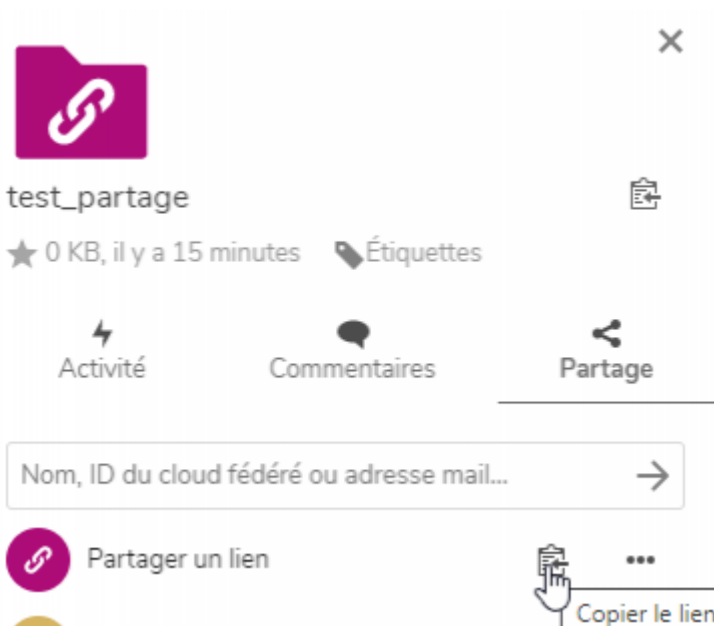 test_partage
0 KB, il y a 15 minutes Étiquettes
Activité Commentaires Partage
Nom, ID du cloud fédéré ou adresse mail...
Partager un lien
Copier le lien